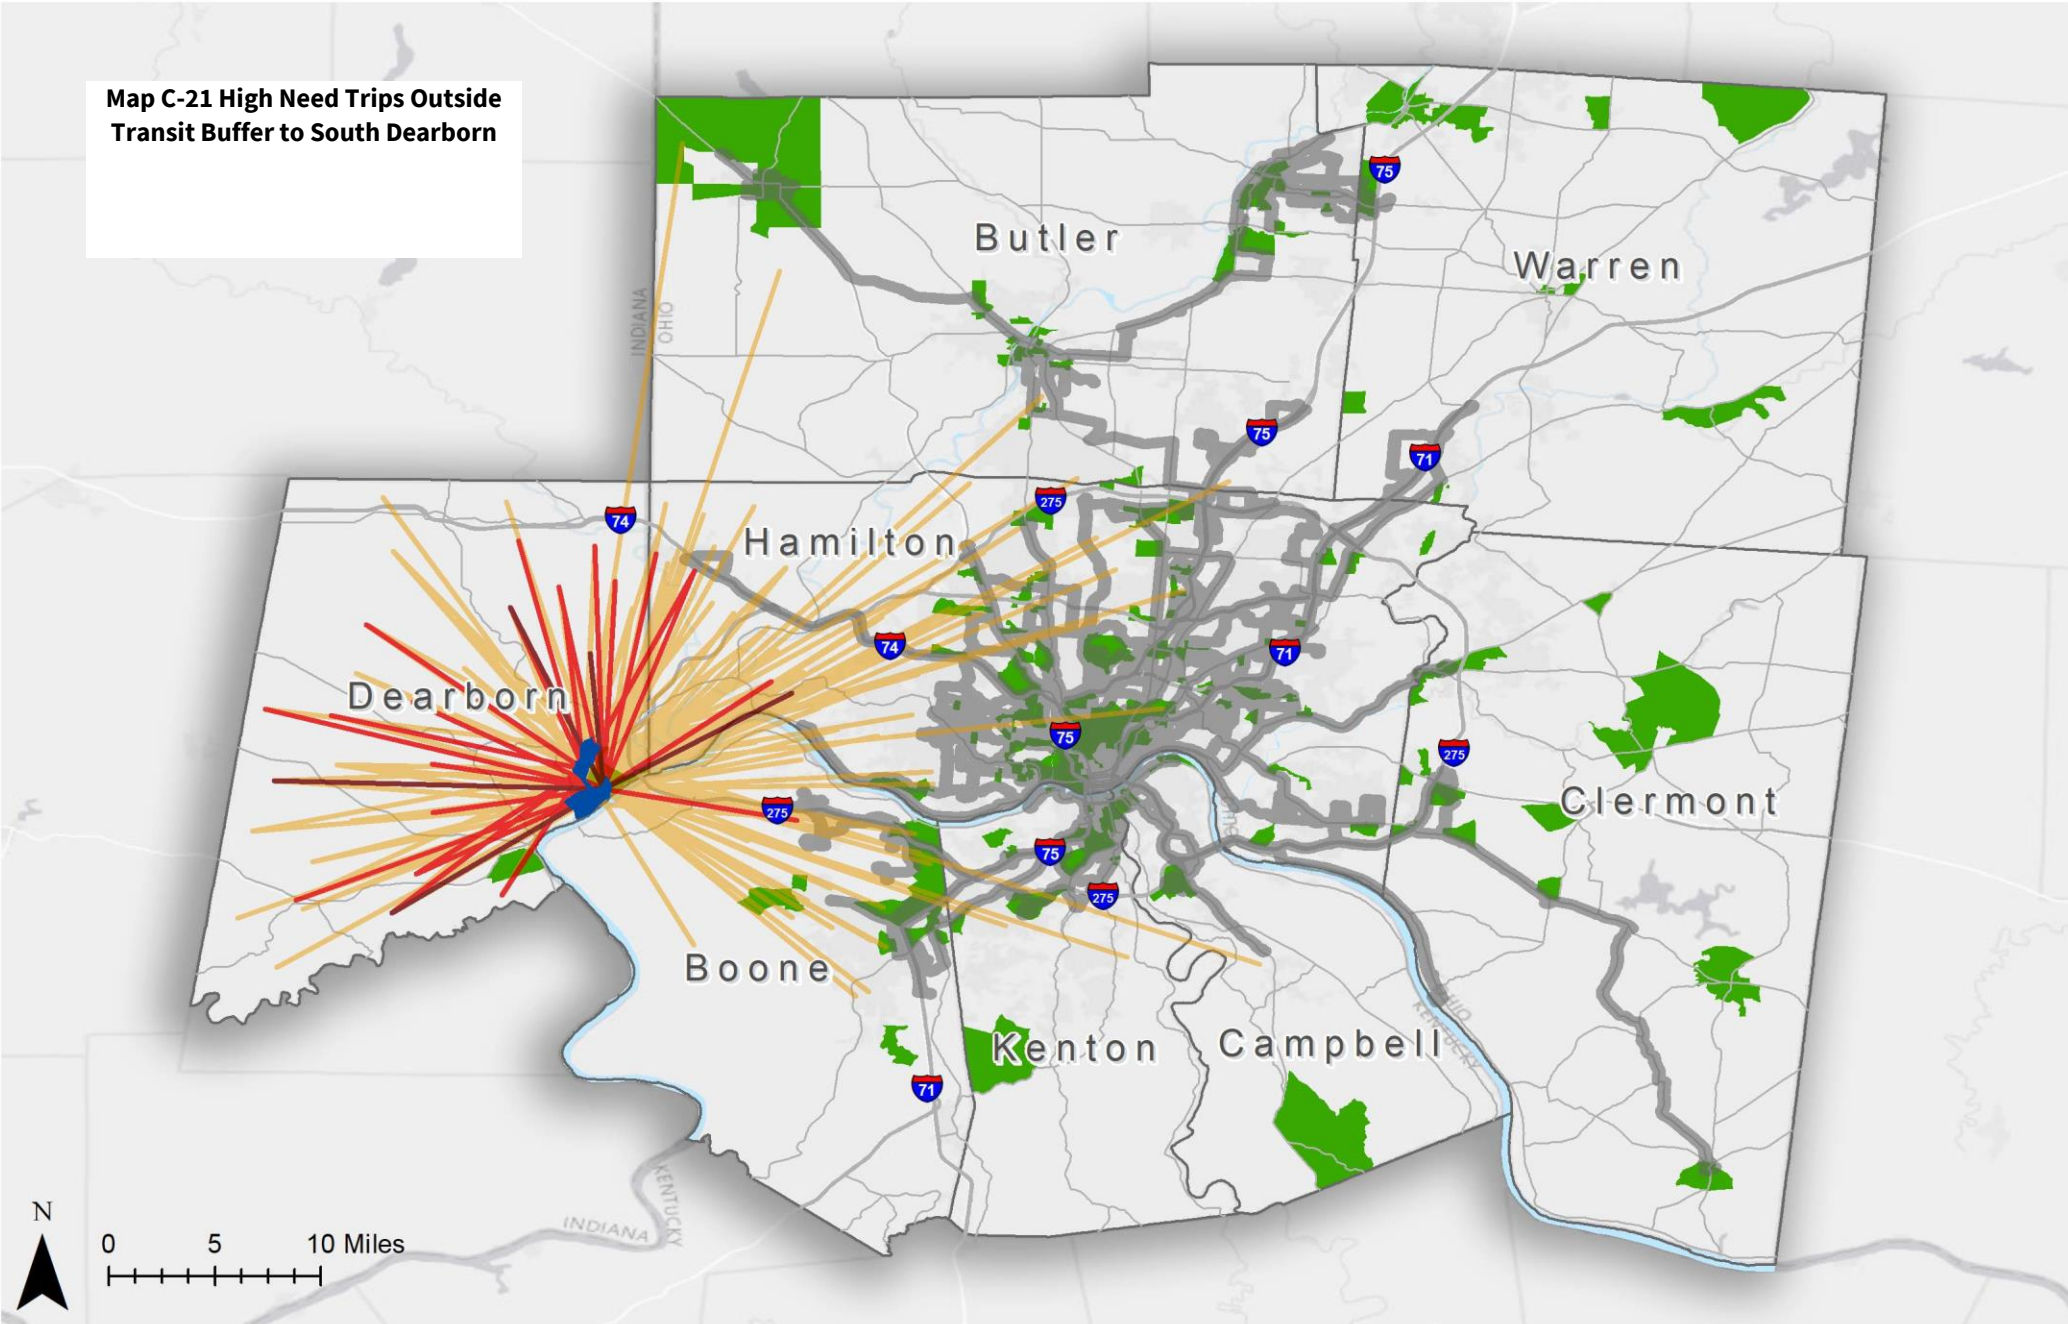 Map C-21 High Need Trips Outside
Transit Buffer to South Dearborn
75
Butler
Warren
INDIANA
OHIO
75
71
275
74
Hamilton
74
71
Dearborn
75
275
275
Clermont
75
275
Boone
OHIO
KENTUCKY
Kenton
Campbell
71
KENTUCKY
INDIANA
N
0 5 10 Miles